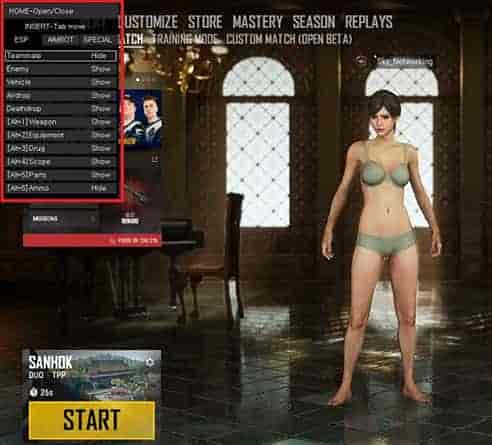 HOME-Open/Close
INSERT-Tab move
ESP AIMBOT SPECIAL
Teammate Hide
Enemy Show
Vehicle Show
Airdrop Show
Deathdrop Show
[Alt+1]Weapon Show
[Alt+2]Equipment Show
[Alt+3]Drug Show
[Alt+4]Scope Show
[Alt+5]Parts Show
[Alt+6]Ammo Hide
CUSTOMIZE STORE MASTERY SEASON REPLAYS
TRAINING MODE CUSTOM MATCH (OPEN BETA)
MISSIONS
SANHOK
DUO TPP
START